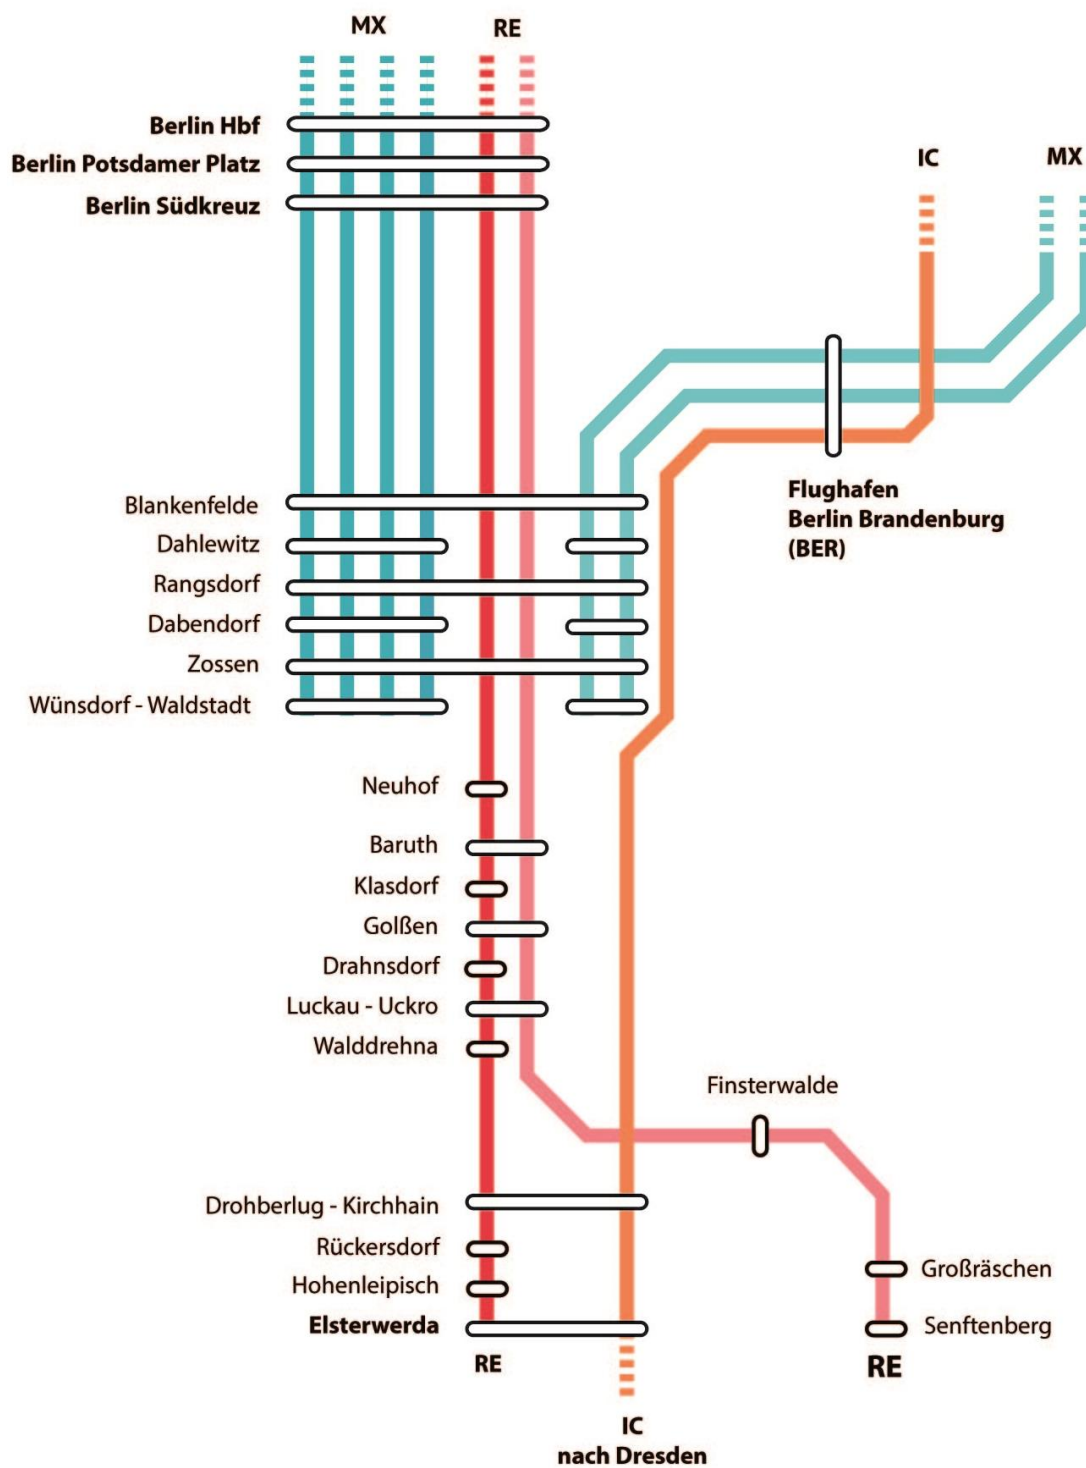 MX
RE
Berlin Hbf
Berlin Potsdamer Platz
Berlin Südkreuz
IC
MX
Flughafen
Berlin Brandenburg
(BER)
Blankenfelde
Dahlewitz
Rangsdorf
Dabendorf
Zossen
Wünsdorf - Waldstadt
Neuhof
Baruth
Klasdorf
Golßen
Drahnsdorf
Luckau - Uckro
Walddrehna
Finsterwalde
Drohberlug - Kirchhain
Rückersdorf
Hohenleipisch
Elsterwerda
Großräschen
Senftenberg
RE
RE
IC
nach Dresden